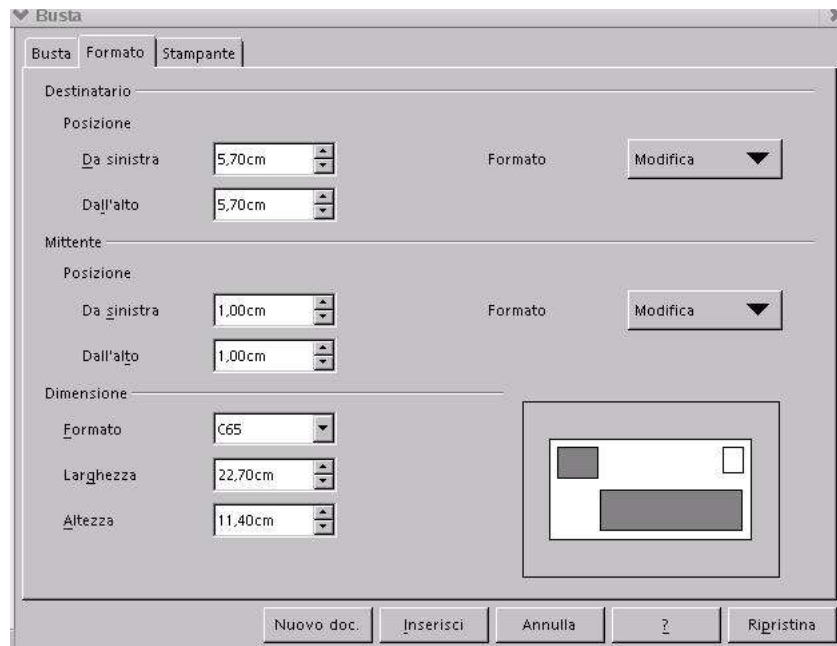 Busta
Busta Formato Stampante
Destinatario
Posizione
Da sinistra 5,70cm Formato Modifica
Dall'alto 5,70cm
Mittente
Posizione
Da sinistra 1,00cm Formato Modifica
Dall'alto 1,00cm
Dimensione
Formato C65
Larghezza 22,70cm
Altezza 11,40cm
Nuovo doc. Inserisci Annulla ? Ripristina